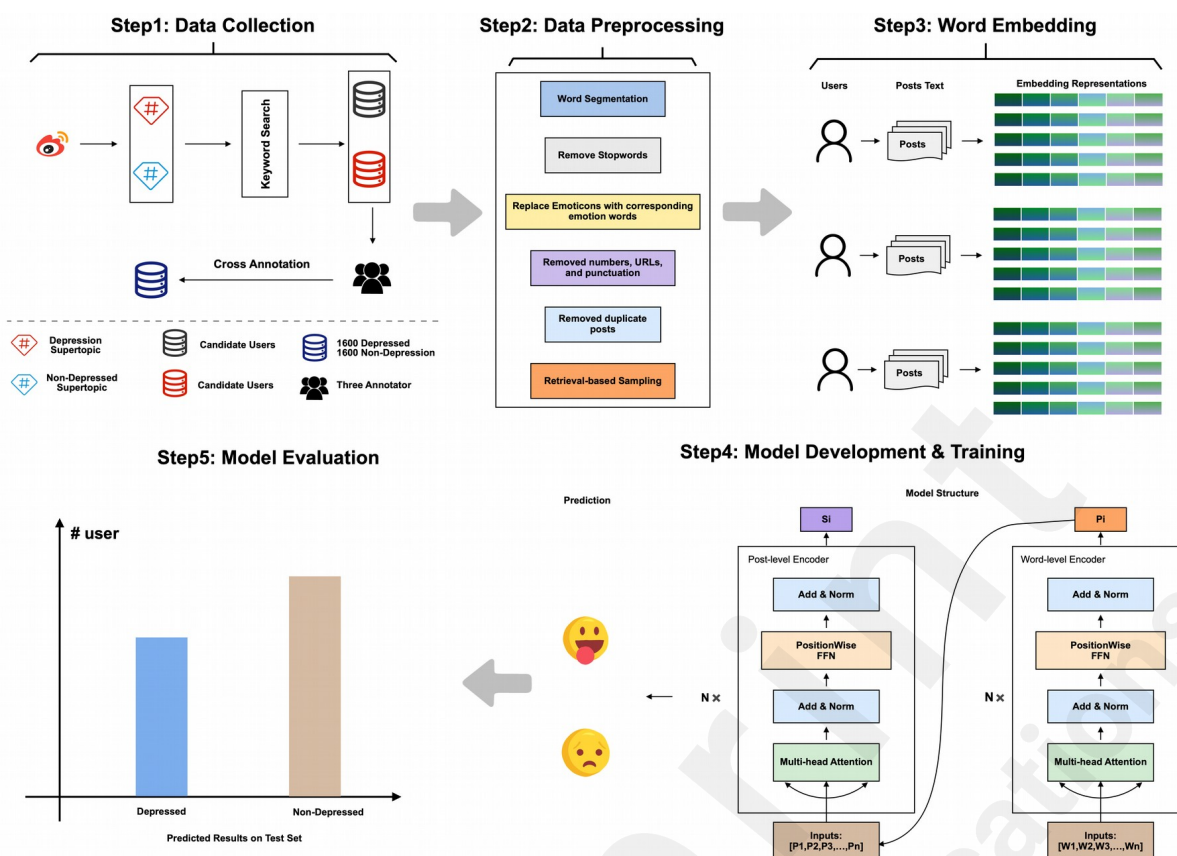 Step1: Data Collection
#
#
Keyword Search
Cross Annotation
#
Depression
Supertopic
Candidate Users
1600 Depressed
1600 Non-Depression
#
Non-Depressed
Supertopic
Candidate Users
Three Annotator
Step2: Data Preprocessing
Word Segmentation
Remove Stopwords
Replace Emoticons with corresponding
emotion words
Removed numbers, URLs,
and punctuation
Removed duplicate
posts
Retrieval-based Sampling
Step3: Word Embedding
Users
Posts Text
Embedding Representations
Posts
Posts
Posts
Step5: Model Evaluation
# user
Depressed
Non-Depressed
Predicted Results on Test Set
Step4: Model Development & Training
Prediction
Model Structure
Si
Post-level Encoder
Add & Norm
PositionWise
FFN
N×
Add & Norm
Multi-head Attention
Inputs:
[P1,P2,P3,...,Pn]
Pi
Word-level Encoder
Add & Norm
PositionWise
FFN
N×
Add & Norm
Multi-head Attention
Inputs:
[W1,W2,W3,...,Wn]